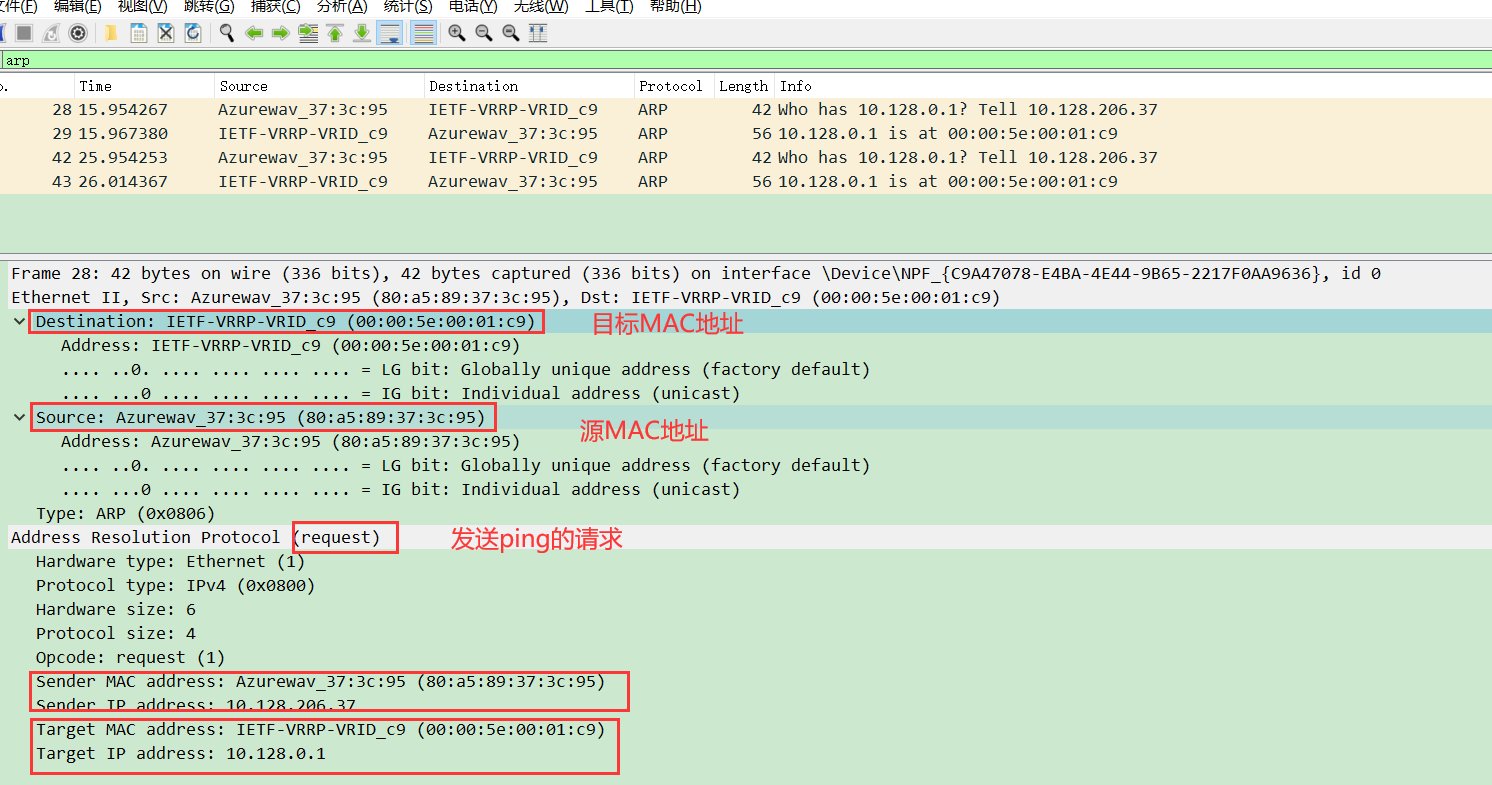 文件(F) 编辑(E) 视图(V) 跳转(G) 捕获(C) 分析(A) 统计(S) 电话(Y) 无线(W) 工具(T) 帮助(H)
arp
o. Time Source Destination Protocol Length Info
28 15.954267 Azurewav_37:3c:95 IETF-VRRP-VRID_c9 ARP 42 Who has 10.128.0.1? Tell 10.128.206.37
29 15.967380 IETF-VRRP-VRID_c9 Azurewav_37:3c:95 ARP 56 10.128.0.1 is at 00:00:5e:00:01:c9
42 25.954253 Azurewav_37:3c:95 IETF-VRRP-VRID_c9 ARP 42 Who has 10.128.0.1? Tell 10.128.206.37
43 26.014367 IETF-VRRP-VRID_c9 Azurewav_37:3c:95 ARP 56 10.128.0.1 is at 00:00:5e:00:01:c9
Frame 28: 42 bytes on wire (336 bits), 42 bytes captured (336 bits) on interface \Device\NPF_{C9A47078-E4BA-4E44-9B65-2217F0AA9636}, id 0
Ethernet II, Src: Azurewav_37:3c:95 (80:a5:89:37:3c:95), Dst: IETF-VRRP-VRID_c9 (00:00:5e:00:01:c9)
Destination: IETF-VRRP-VRID_c9 (00:00:5e:00:01:c9) 目标MAC地址
Address: IETF-VRRP-VRID_c9 (00:00:5e:00:01:c9)
.... ..0. .... .... .... .... = LG bit: Globally unique address (factory default)
.... ...0 .... .... .... .... = IG bit: Individual address (unicast)
Source: Azurewav_37:3c:95 (80:a5:89:37:3c:95) 源MAC地址
Address: Azurewav_37:3c:95 (80:a5:89:37:3c:95)
.... ..0. .... .... .... .... = LG bit: Globally unique address (factory default)
.... ...0 .... .... .... .... = IG bit: Individual address (unicast)
Type: ARP (0x0806)
Address Resolution Protocol (request) 发送ping的请求
Hardware type: Ethernet (1)
Protocol type: IPv4 (0x0800)
Hardware size: 6
Protocol size: 4
Opcode: request (1)
Sender MAC address: Azurewav_37:3c:95 (80:a5:89:37:3c:95)
Sender IP address: 10.128.206.37
Target MAC address: IETF-VRRP-VRID_c9 (00:00:5e:00:01:c9)
Target IP address: 10.128.0.1